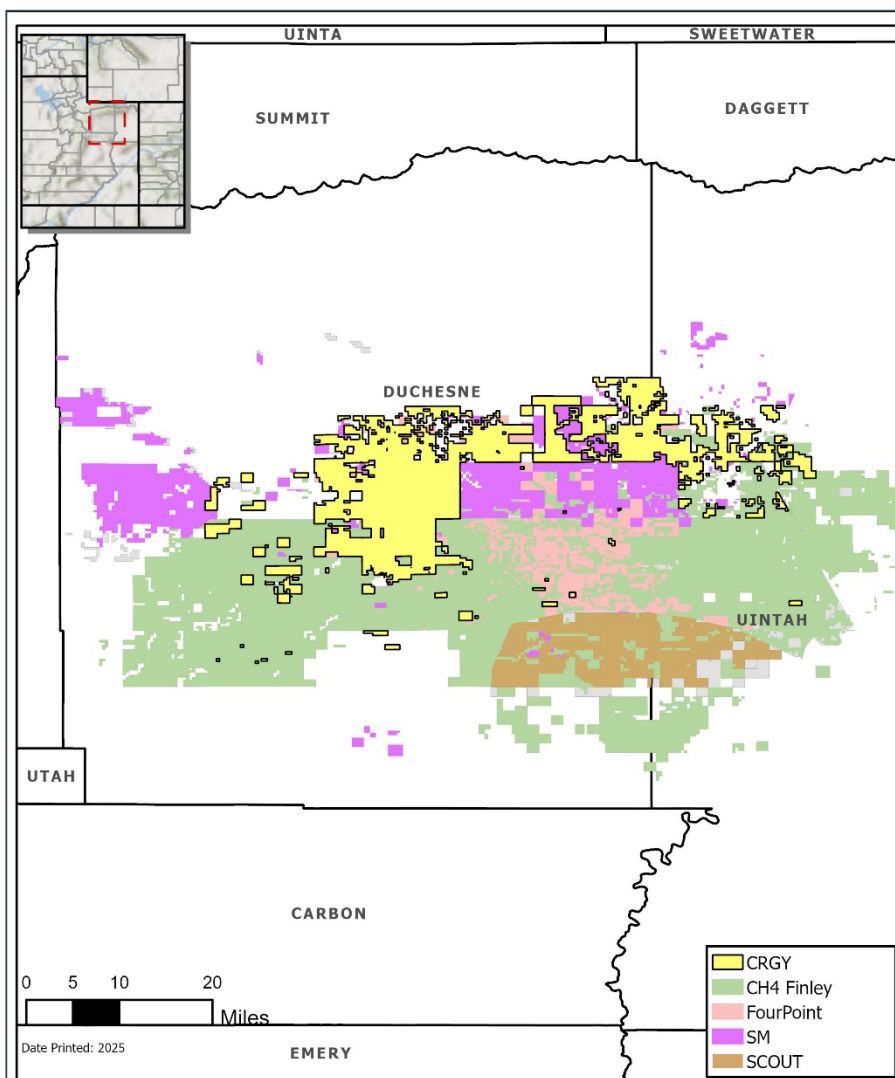 UINTA
SWEETWATER
SUMMIT
DAGGETT
DUCHESNE
UINTAH
UTAH
CARBON
0 5 10 20
Miles
Date Printed: 2025
EMERY
CRGY
CH4 Finley
FourPoint
SM
SCOUT